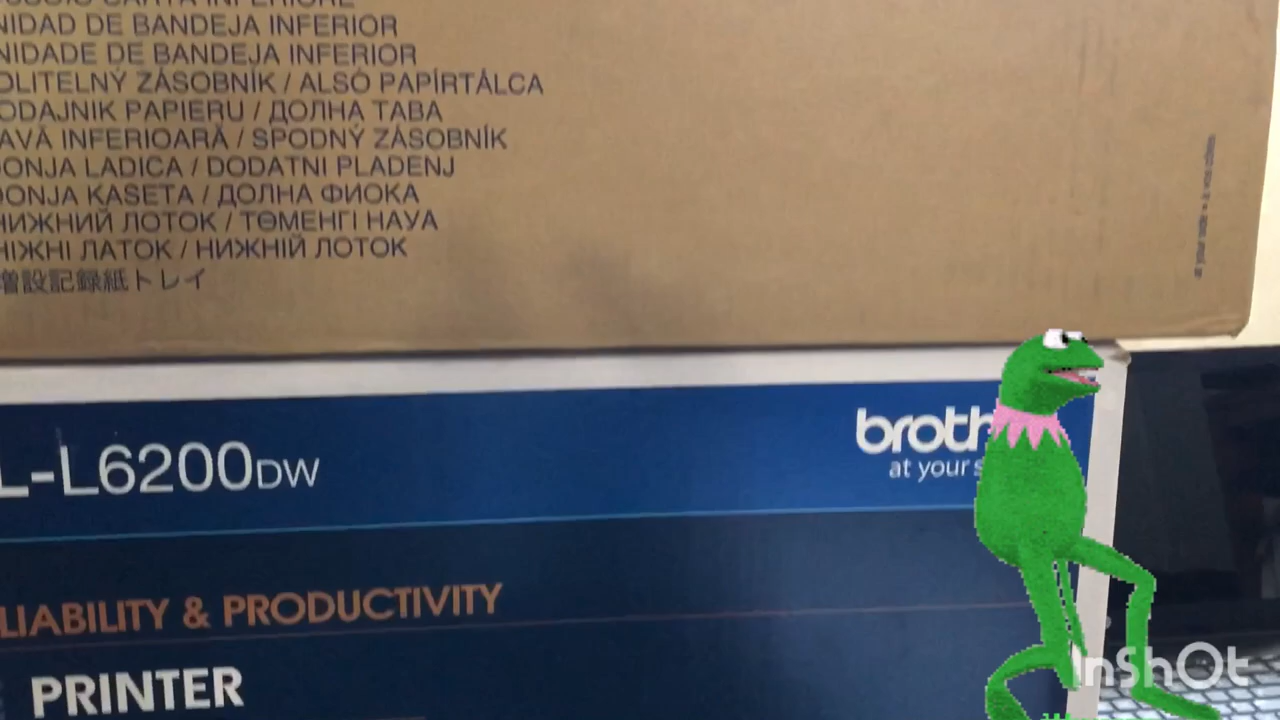 NIDAD DE BANDEJA INFERIOR
NIDADE DE BANDEJA INFERIOR
OLITELNÝ ZÁSOBNÍK / ALSÓ PAPÍRTÁLCA
ODAJNIK PAPIERU / ДОЛНА ТАВА
AVĂ INFERIOARĂ / SPODNÝ ZÁSOBNÍK
DONJA LADICA / DODATNI PLADENJ
DONJA KASETA / ДОЛНА ФИОКА
НИЖНИЙ ЛОТОК / ТӨМЕНГІ НАУА
НІЖНІ ЛАТОК / НИЖНІЙ ЛОТОК
増設記録紙トレイ
L-L6200DW
broth
at your s
LIABILITY & PRODUCTIVITY
PRINTER
InShOt